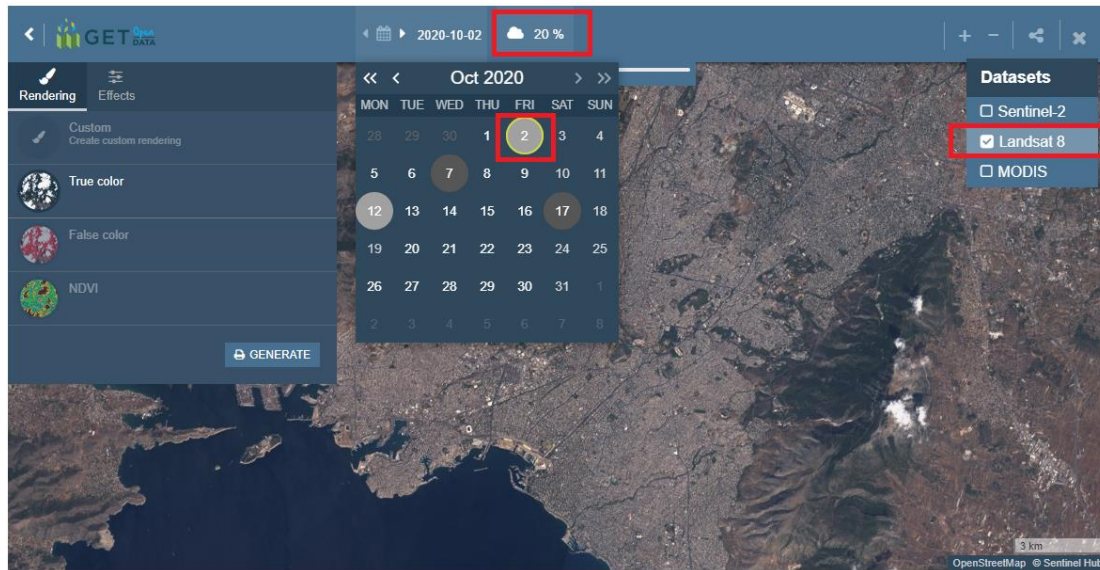 GET Open DATA
2020-10-02
20 %
+ -
Rendering
Effects
Custom
Create custom rendering
True color
False color
NDVI
GENERATE
Oct 2020
MON TUE WED THU FRI SAT SUN
28 29 30 1 2 3 4
5 6 7 8 9 10 11
12 13 14 15 16 17 18
19 20 21 22 23 24 25
26 27 28 29 30 31 1
2 3 4 5 6 7 8
Datasets
Sentinel-2
Landsat 8
MODIS
3 km
OpenStreetMap © Sentinel Hub